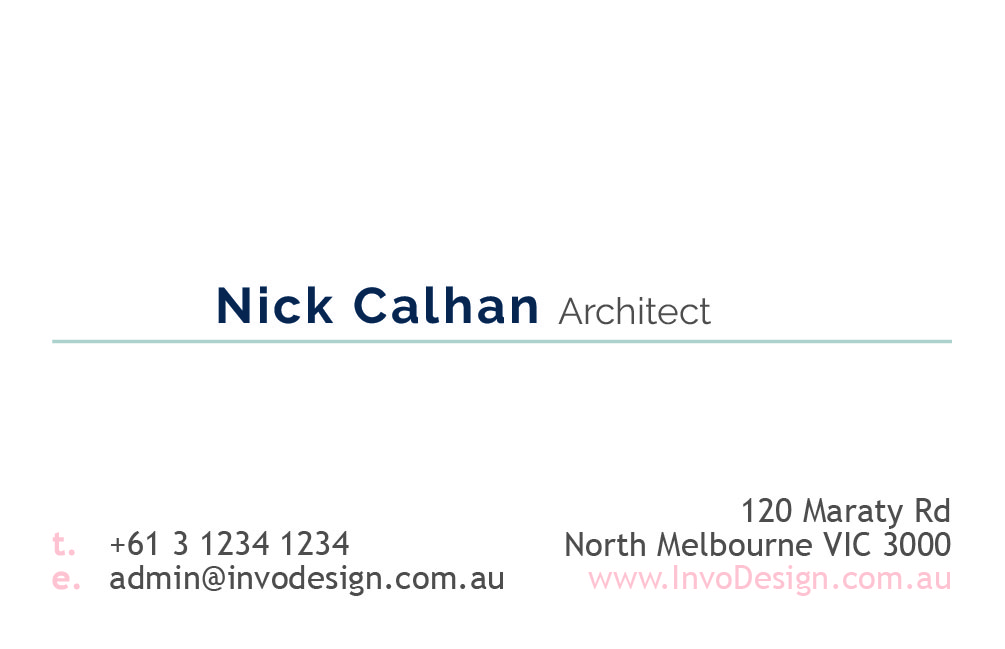 Nick Calhan Architect
t. +61 3 1234 1234
e. admin@invodesign.com.au
120 Maraty Rd
North Melbourne VIC 3000
www.InvoDesign.com.au